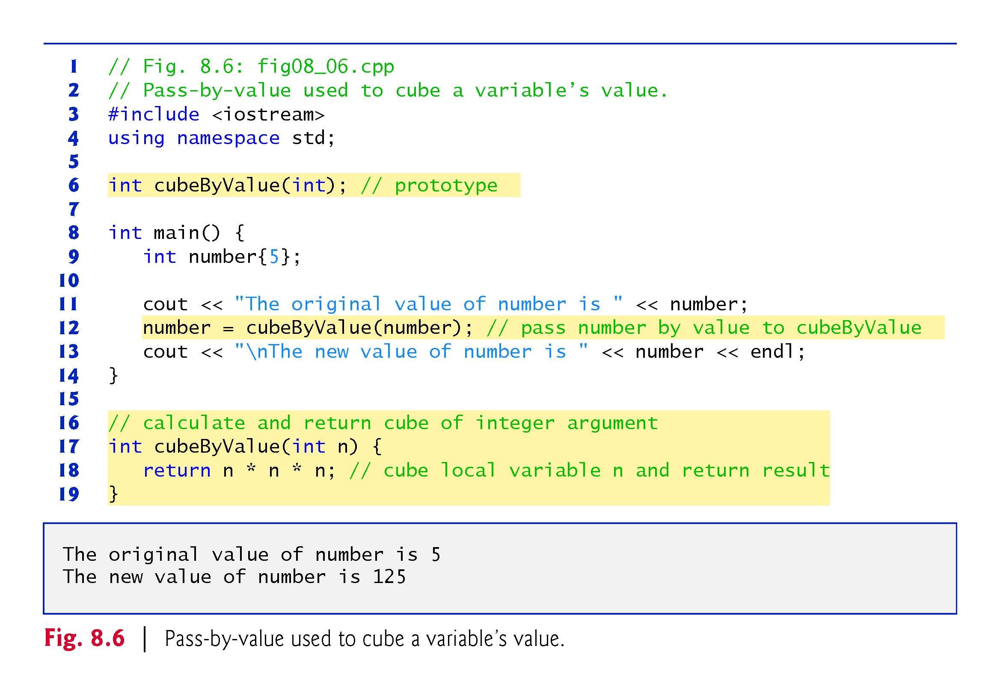 1 // Fig. 8.6: fig08_06.cpp
2 // Pass-by-value used to cube a variable’s value.
3 #include <iostream>
4 using namespace std;
5
6 int cubeByValue(int); // prototype
7
8 int main() {
9    int number{5};
10
11    cout << "The original value of number is " << number;
12    number = cubeByValue(number); // pass number by value to cubeByValue
13    cout << "\nThe new value of number is " << number << endl;
14 }
15
16 // calculate and return cube of integer argument
17 int cubeByValue(int n) {
18    return n * n * n; // cube local variable n and return result
19 }
The original value of number is 5
The new value of number is 125
Fig. 8.6 | Pass-by-value used to cube a variable’s value.